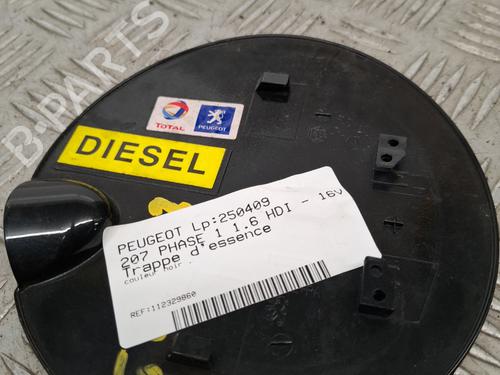 B-PARTS
TOTAL
PEUGEOT
DIESEL
PEUGEOT Lp:250409
207 PHASE 1 1.6 HDI - 16v
Trappe d'essence
couleur noir .
REF:112329860